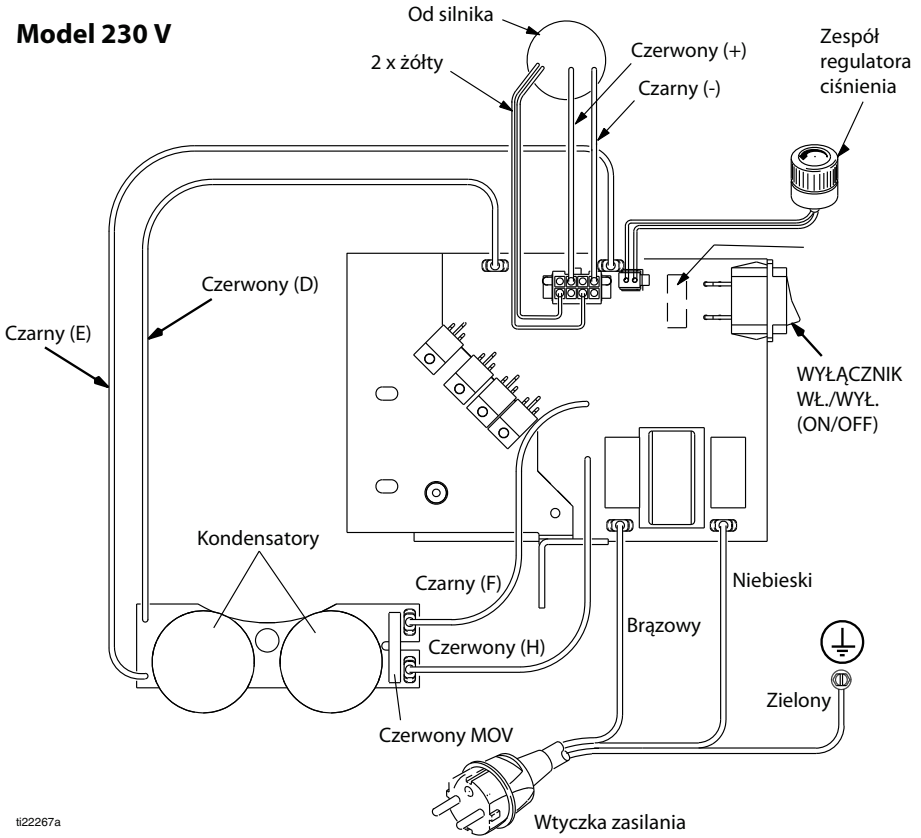 Model 230 V
Od silnika
2 x żółty
Czerwony (+)
Czarny (-)
Zespół
regulatora
ciśnienia
Czerwony (D)
Czarny (E)
WYŁĄCZNIK
WŁ./WYŁ.
(ON/OFF)
Kondensatory
Czarny (F)
Czerwony (H)
Niebieski
Brązowy
Zielony
Czerwony MOV
Wtyczka zasilania
ti22267a